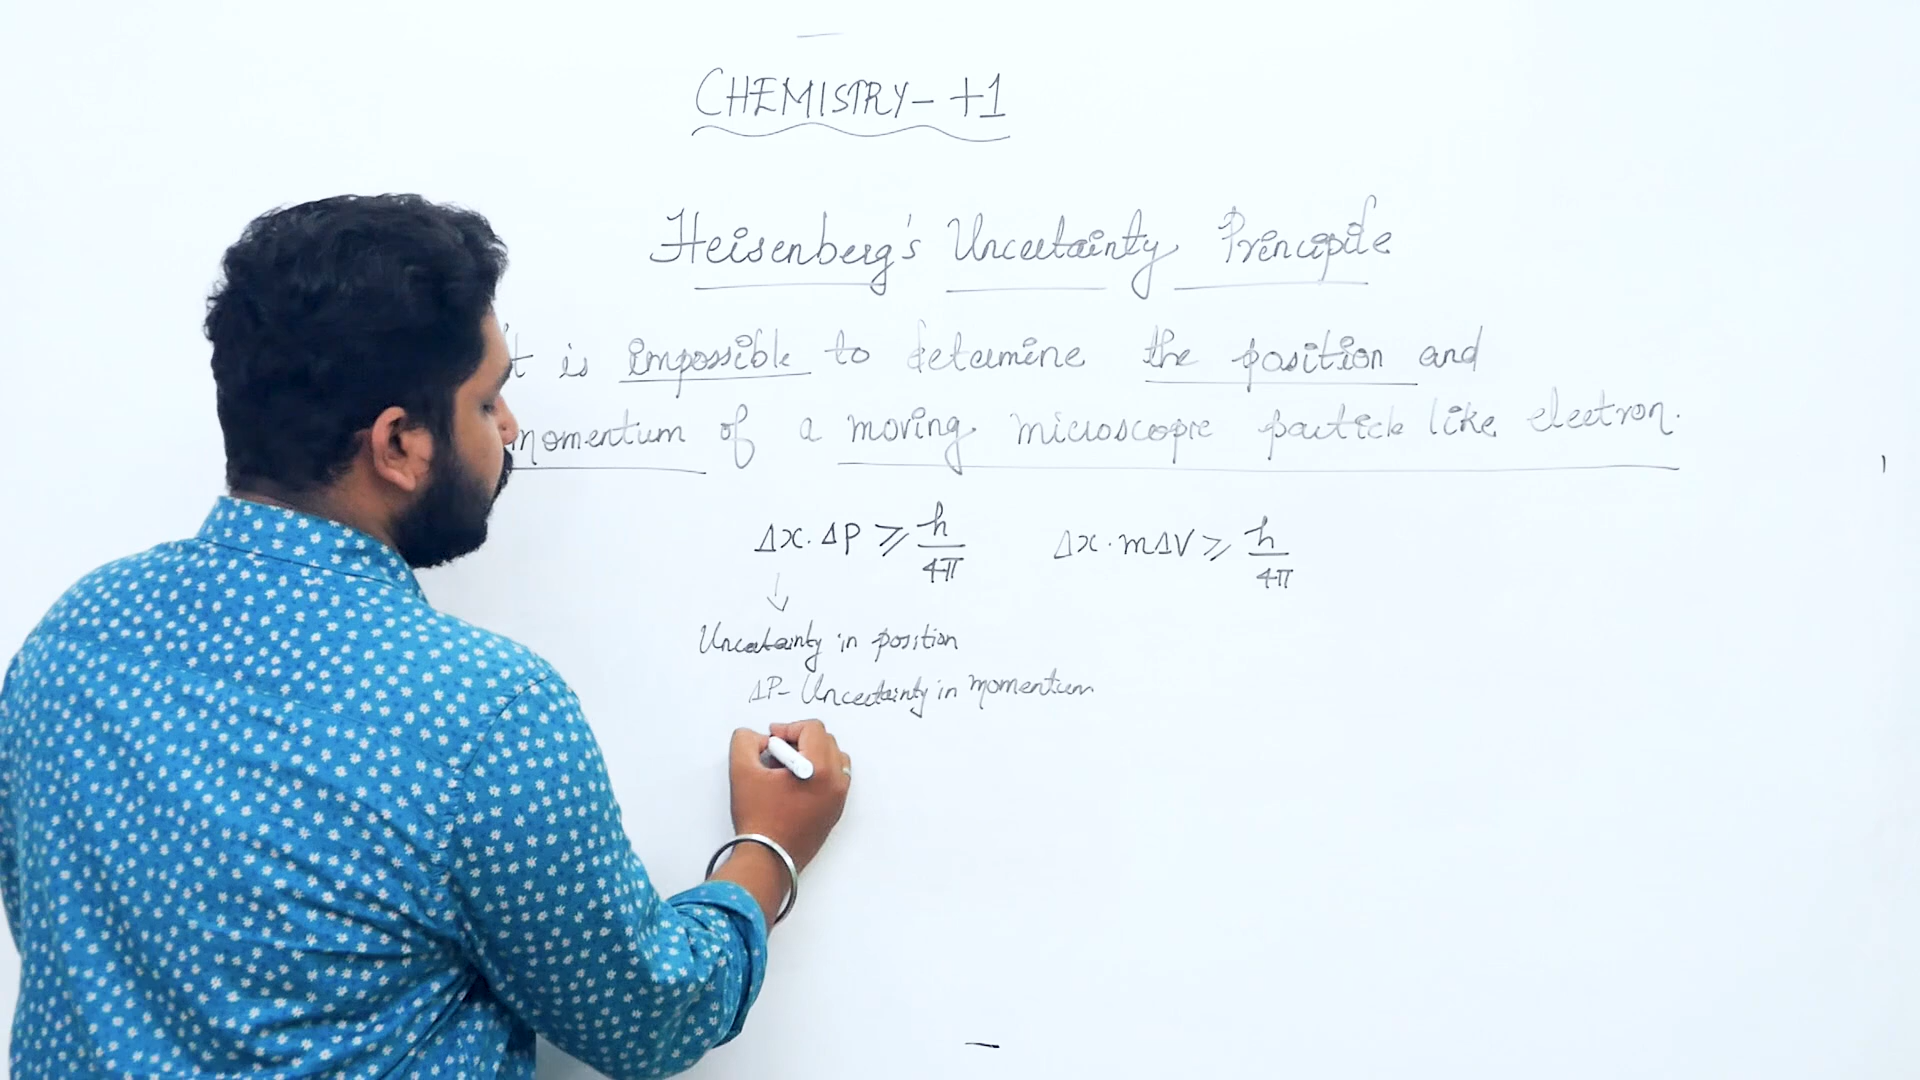 CHEMISTRY- +1
Heisenberg's Uncertainty Principle
t is impossible to determine the position and
momentum of a moving microscopic particle like electron.
Δx. ΔP ≥ h/4π Δx. mΔV ≥ h/4π
Uncertainty in position
ΔP- Uncertainty in momentum